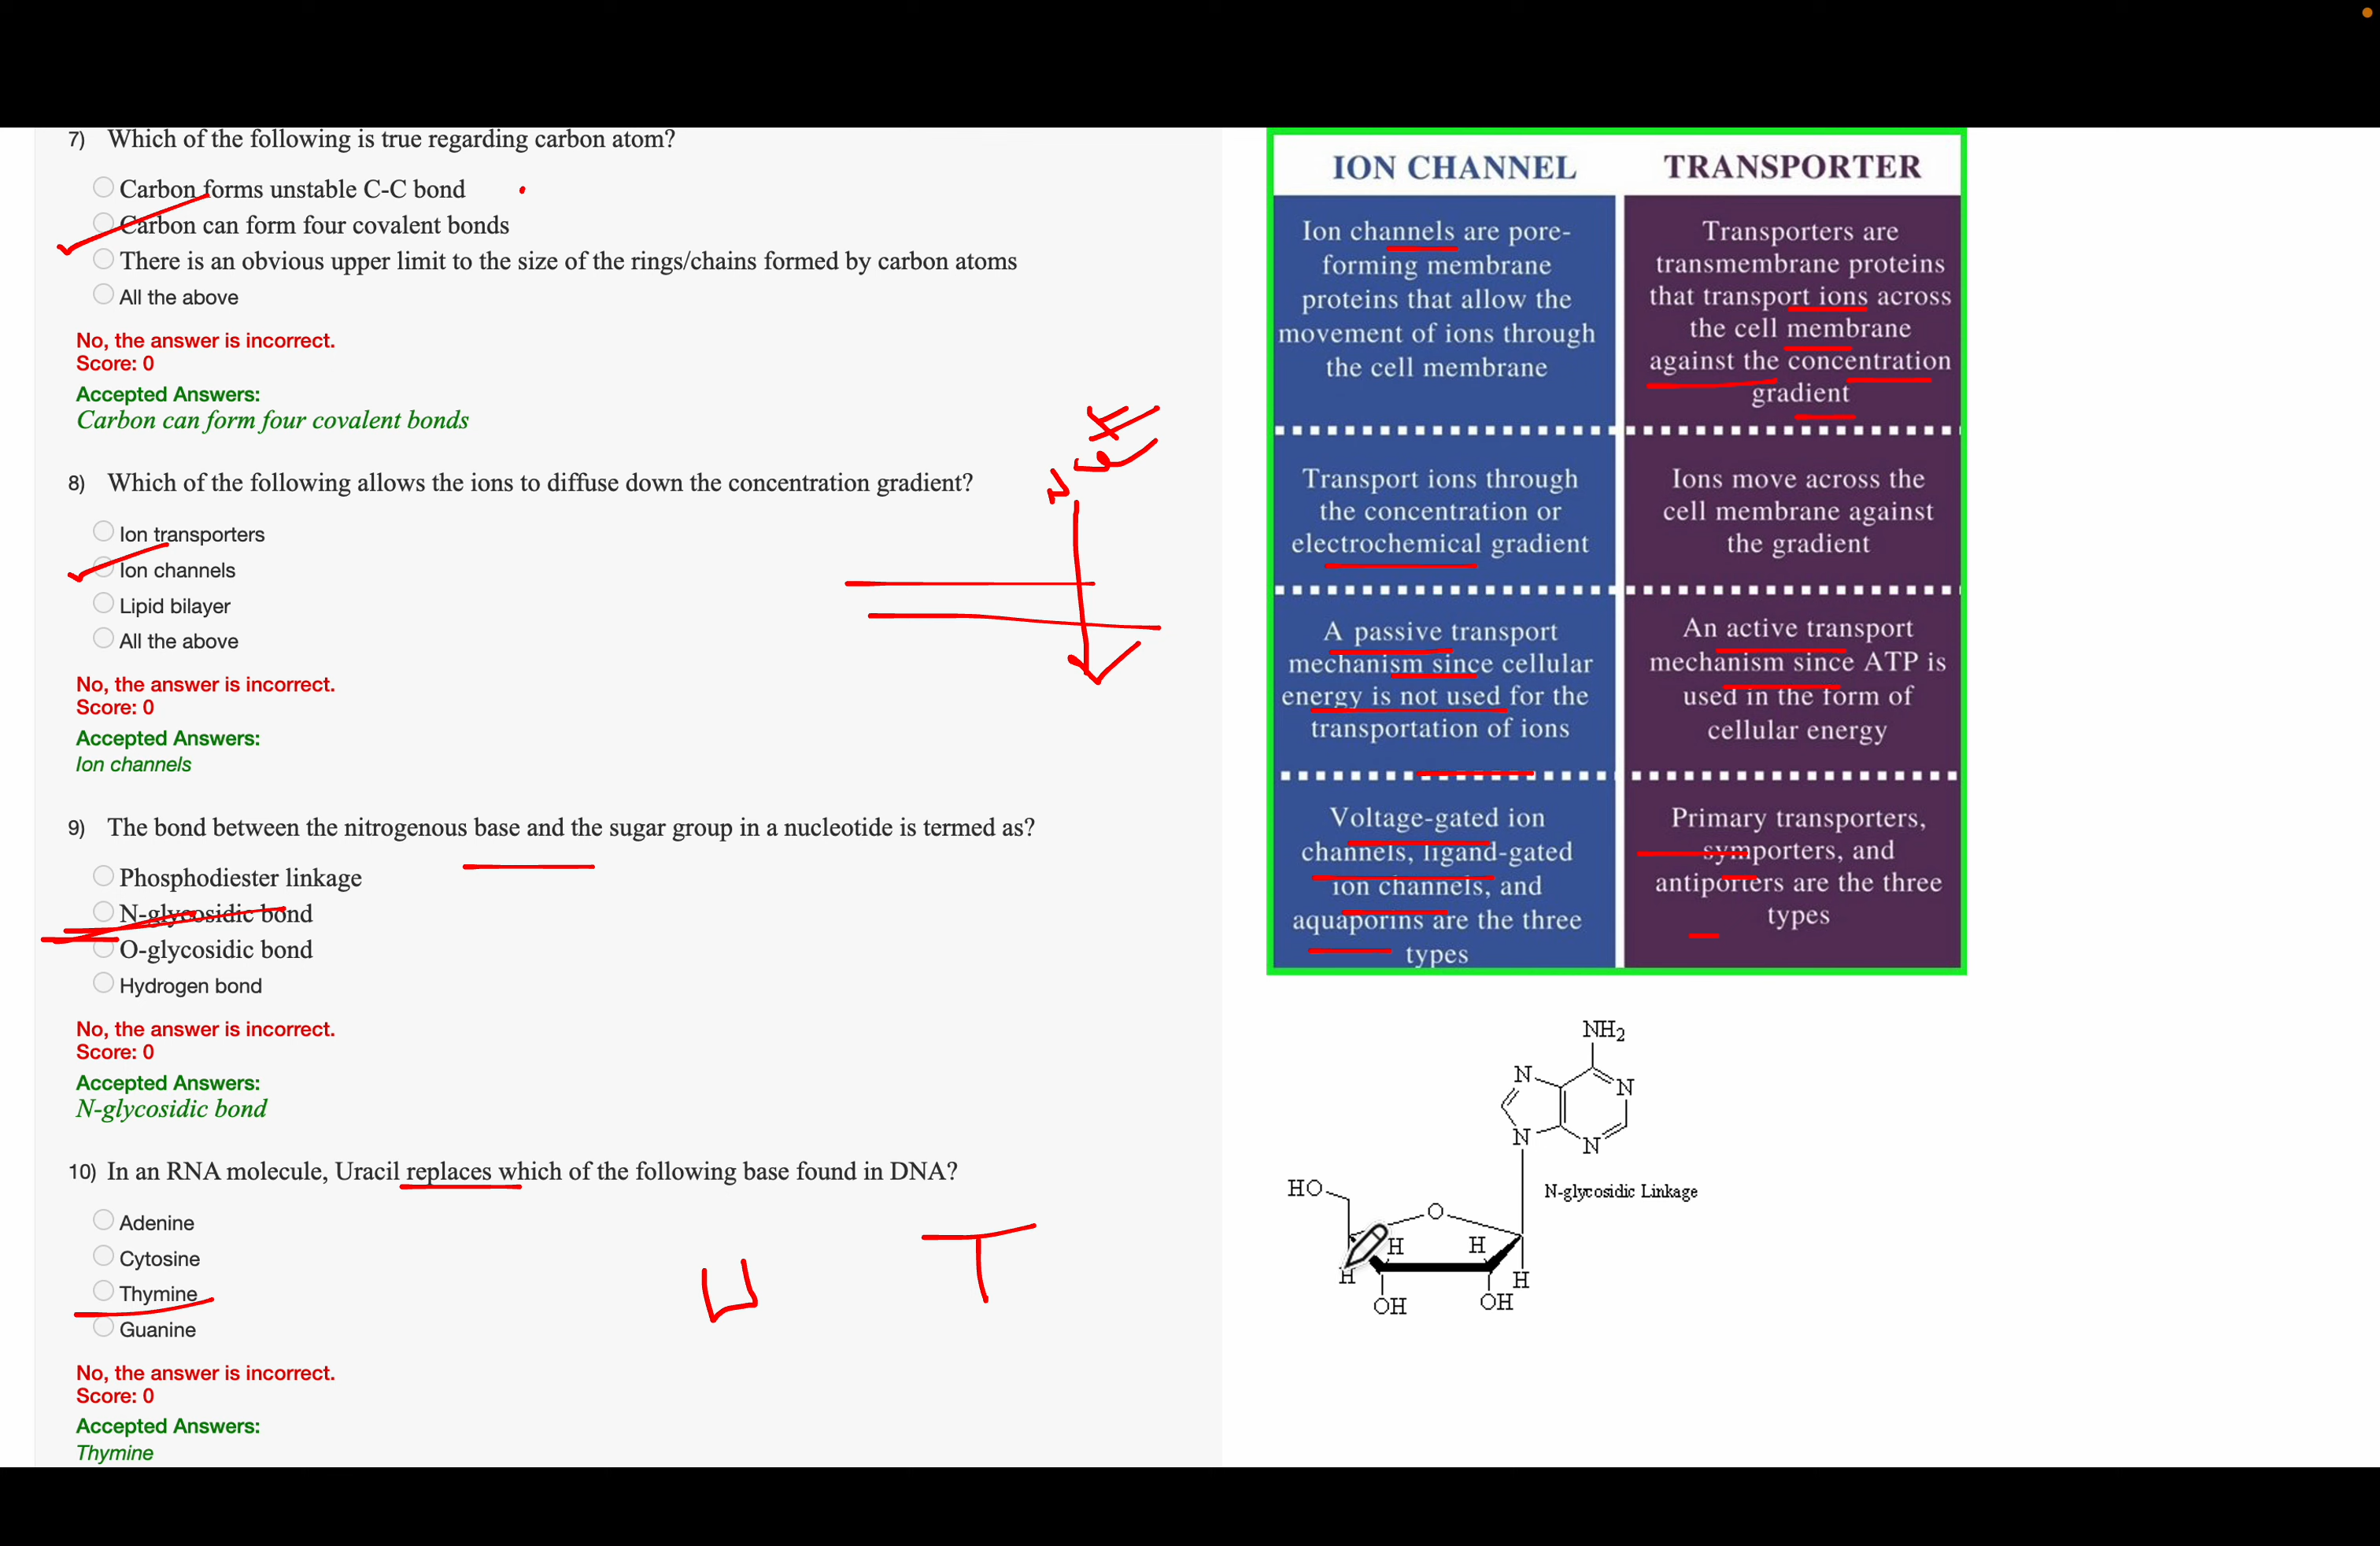 7) Which of the following is true regarding carbon atom?
Carbon forms unstable C-C bond
Carbon can form four covalent bonds
There is an obvious upper limit to the size of the rings/chains formed by carbon atoms
All the above
No, the answer is incorrect.
Score: 0
Accepted Answers:
Carbon can form four covalent bonds
8) Which of the following allows the ions to diffuse down the concentration gradient?
Ion transporters
Ion channels
Lipid bilayer
All the above
No, the answer is incorrect.
Score: 0
Accepted Answers:
Ion channels
9) The bond between the nitrogenous base and the sugar group in a nucleotide is termed as?
Phosphodiester linkage
N-glycosidic bond
O-glycosidic bond
Hydrogen bond
No, the answer is incorrect.
Score: 0
Accepted Answers:
N-glycosidic bond
10) In an RNA molecule, Uracil replaces which of the following base found in DNA?
Adenine
Cytosine
Thymine
Guanine
U T
No, the answer is incorrect.
Score: 0
Accepted Answers:
Thymine
ION CHANNEL
Ion channels are pore-
forming membrane
proteins that allow the
movement of ions through
the cell membrane
Transport ions through
the concentration or
electrochemical gradient
A passive transport
mechanism since cellular
energy is not used for the
transportation of ions
Voltage-gated ion
channels, ligand-gated
ion channels, and
aquaporins are the three
types
TRANSPORTER
Transporters are
transmembrane proteins
that transport ions across
the cell membrane
against the concentration
gradient
Ions move across the
cell membrane against
the gradient
An active transport
mechanism since ATP is
used in the form of
cellular energy
Primary transporters,
symporters, and
antiporters are the three
types
NH2
N
N
N
N
N-glycosidic Linkage
HO
O
H H
H H
OH OH